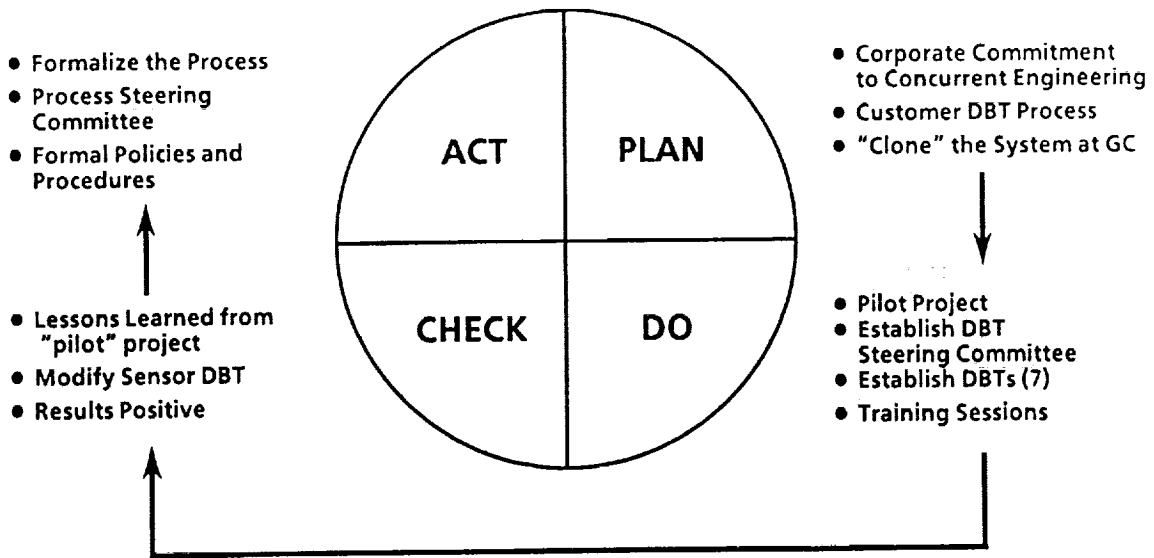 • Formalize the Process
• Process Steering
Committee
• Formal Policies and
Procedures
ACT
PLAN
• Corporate Commitment
to Concurrent Engineering
• Customer DBT Process
• "Clone" the System at GC
• Lessons Learned from
"pilot" project
• Modify Sensor DBT
• Results Positive
CHECK
DO
• Pilot Project
• Establish DBT
Steering Committee
• Establish DBTs (7)
• Training Sessions